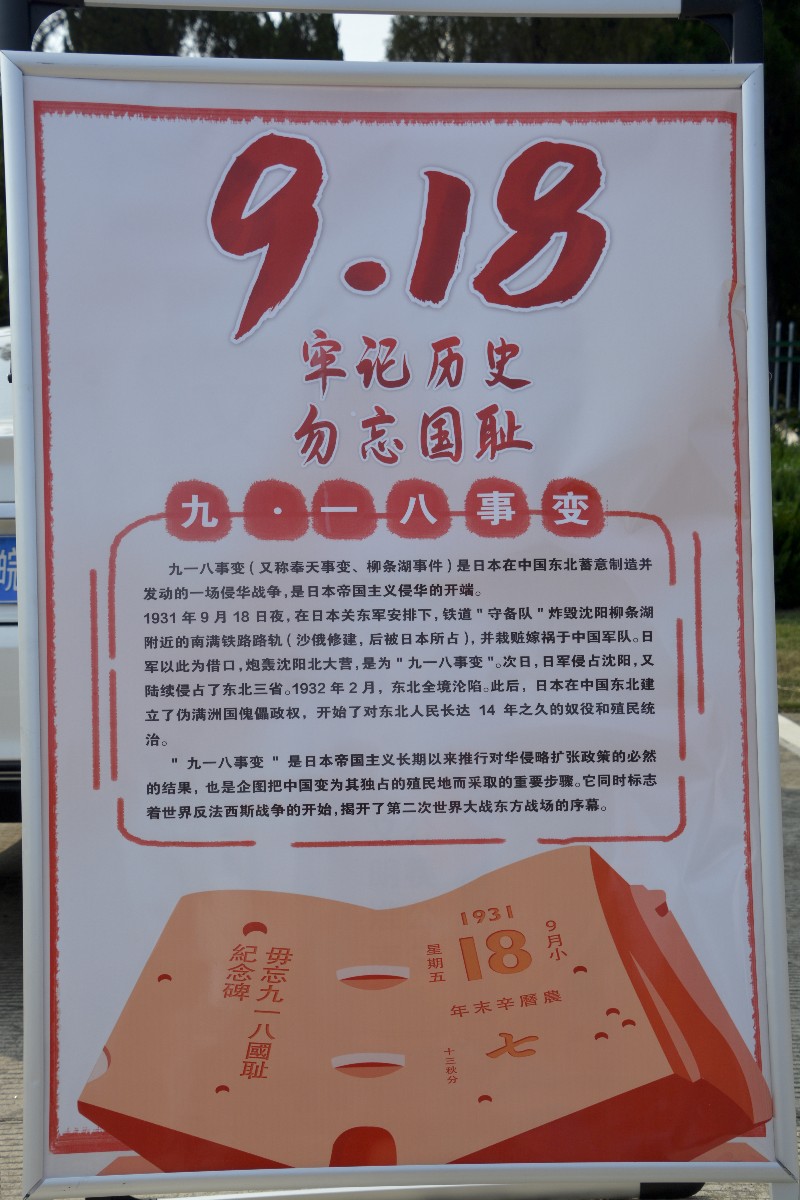 9.18
牢记历史
勿忘国耻
九·一八事变
九一八事变（又称奉天事变、柳条湖事件）是日本在中国东北蓄意制造并
发动的一场侵华战争，是日本帝国主义侵华的开端。
1931年9月18日夜，在日本关东军安排下，铁道"守备队"炸毁沈阳柳条湖
附近的南满铁路路轨（沙俄修建，后被日本所占），并栽赃嫁祸于中国军队。日
军以此为借口，炮轰沈阳北大营，是为"九一八事变"。次日，日军侵占沈阳，又
陆续侵占了东北三省。1932年2月，东北全境沦陷。此后，日本在中国东北建
立了伪满洲国傀儡政权，开始了对东北人民长达 14 年之久的奴役和殖民统
治。
" 九一八事变 " 是日本帝国主义长期以来推行对华侵略扩张政策的必然
的结果，也是企图把中国变为其独占的殖民地而采取的重要步骤。它同时标志
着世界反法西斯战争的开始，揭开了第二次世界大战东方战场的序幕。
毋忘九一八國耻
紀念碑
1931
9月小
18
星期五
年末辛曆農
七
十三秋分
皖